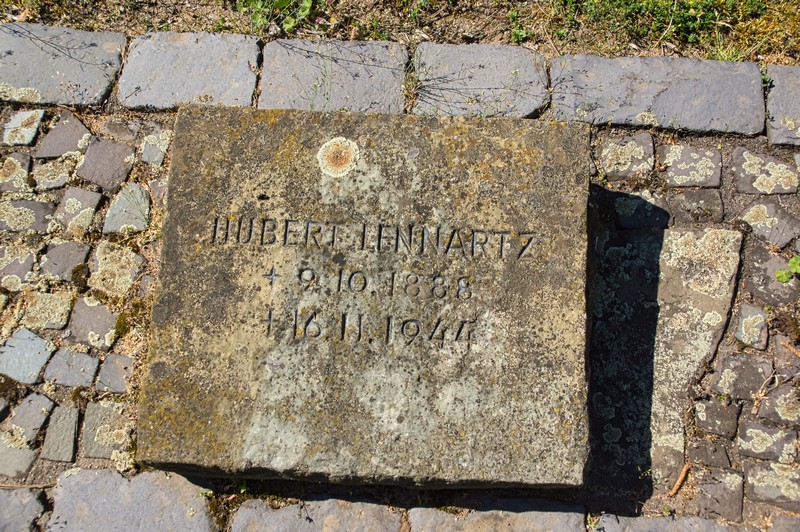 HUBERT LENNARTZ
* 9.10.1888
† 16.11.1944